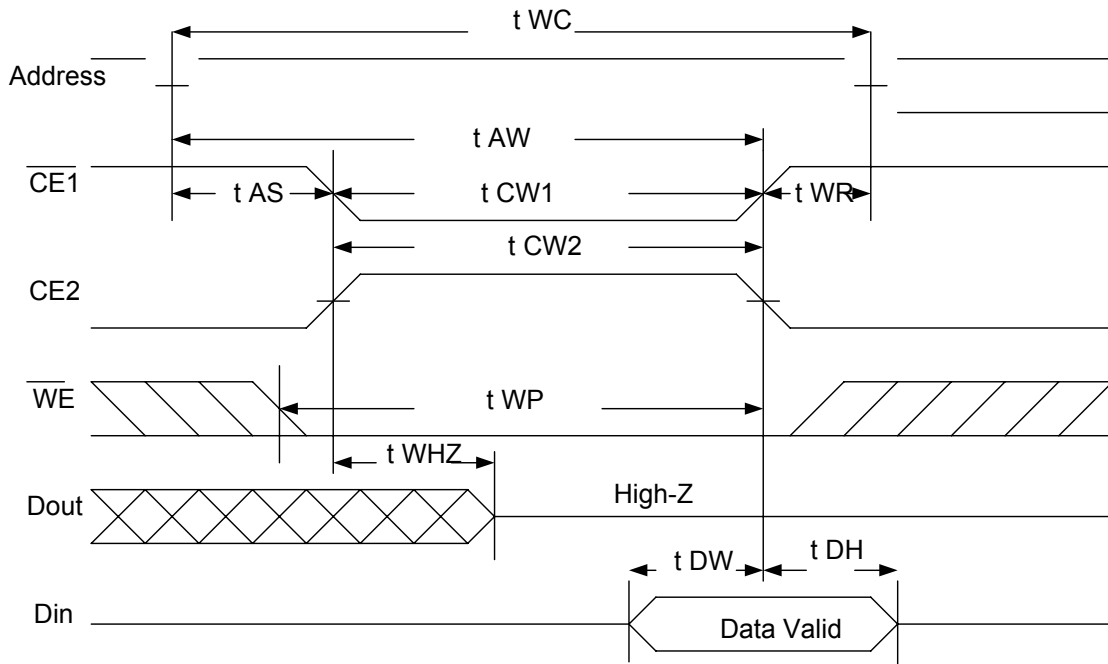 t WC
Address
t AW
CE1
t AS
t CW1
t WR
t CW2
CE2
WE
t WP
t WHZ
Dout
High-Z
t DW
t DH
Din
Data Valid